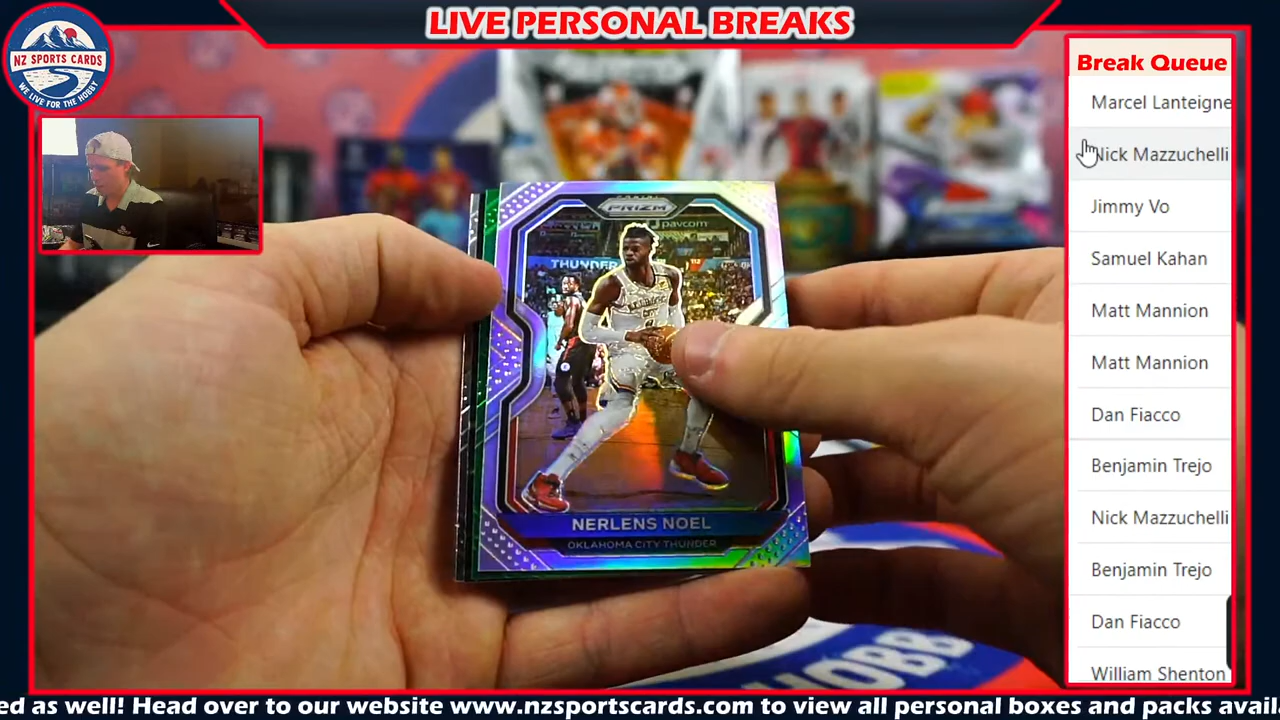 LIVE PERSONAL BREAKS
NZ SPORTS CARDS
WE LIVE FOR THE HOBBY
Break Queue
Marcel Lanteigne
Nick Mazzuchelli
Jimmy Vo
Samuel Kahan
Matt Mannion
Matt Mannion
Dan Fiacco
Benjamin Trejo
Nick Mazzuchelli
Benjamin Trejo
Dan Fiacco
William Shenton
PRIZM
paycom
THUNDER
NERLENS NOEL
OKLAHOMA CITY THUNDER
HOBB
ed as well! Head over to our website www.nzsportscards.com to view all personal boxes and packs avail